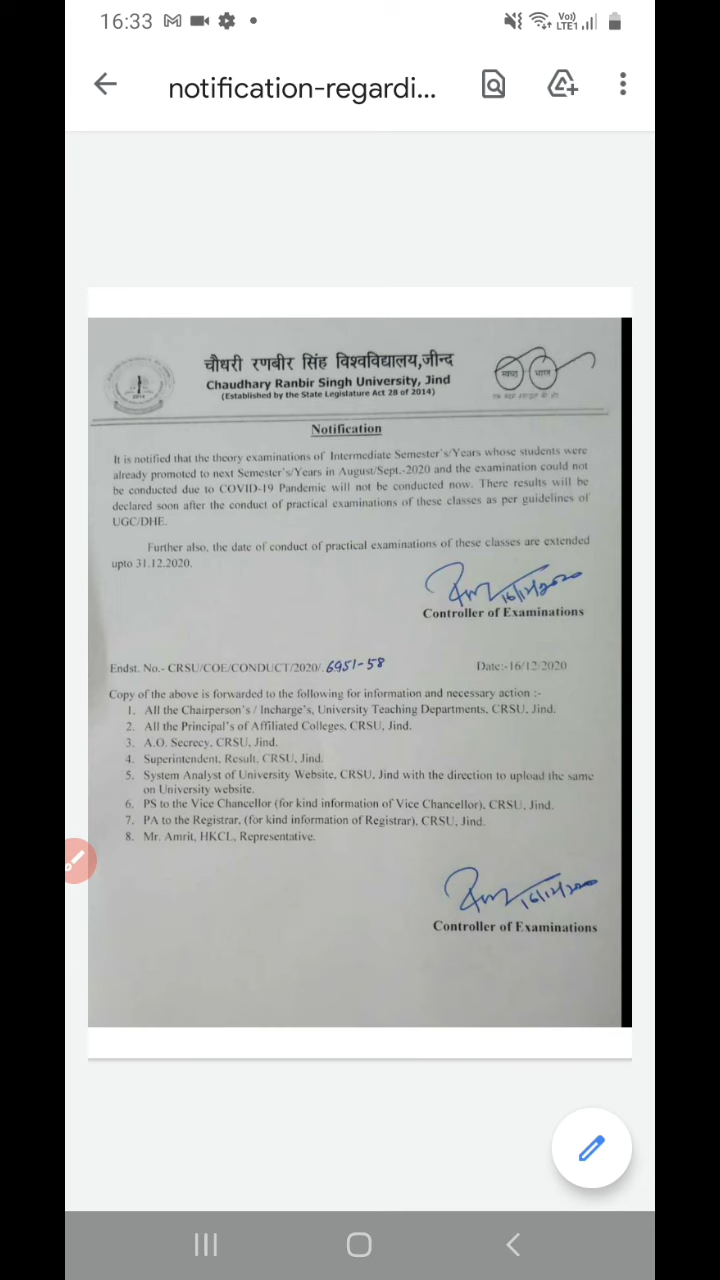 16:33
Vo))
LTE1
notification-regardi...
चौधरी रणबीर सिंह विश्वविद्यालय,जीन्द
Chaudhary Ranbir Singh University, Jind
(Established by the State Legislature Act 28 of 2014)
स्वच्छ भारत
Notification
It is notified that the theory examinations of Intermediate Semester's/Years whose students were
already promoted to next Semester's/Years in August/Sept.-2020 and the examination could not
be conducted due to COVID-19 Pandemic will not be conducted now. There results will be
declared soon after the conduct of practical examinations of these classes as per guidelines of
UGC/DHE.
Further also, the date of conduct of practical examinations of these classes are extended
upto 31.12.2020.
16/12/2020
Controller of Examinations
Endst. No.- CRSU/COE/CONDUCT/2020/ 6951-58 Date:-16/12/2020
Copy of the above is forwarded to the following for information and necessary action :-
1. All the Chairperson's / Incharge's, University Teaching Departments, CRSU, Jind.
2. All the Principal's of Affiliated Colleges, CRSU, Jind.
3. A.O. Secrecy, CRSU, Jind.
4. Superintendent, Result, CRSU, Jind.
5. System Analyst of University Website, CRSU, Jind with the direction to upload the same
on University website.
6. PS to the Vice Chancellor (for kind information of Vice Chancellor), CRSU, Jind.
7. PA to the Registrar, (for kind information of Registrar), CRSU, Jind.
8. Mr. Amrit, HKCL, Representative.
16/12/2020
Controller of Examinations